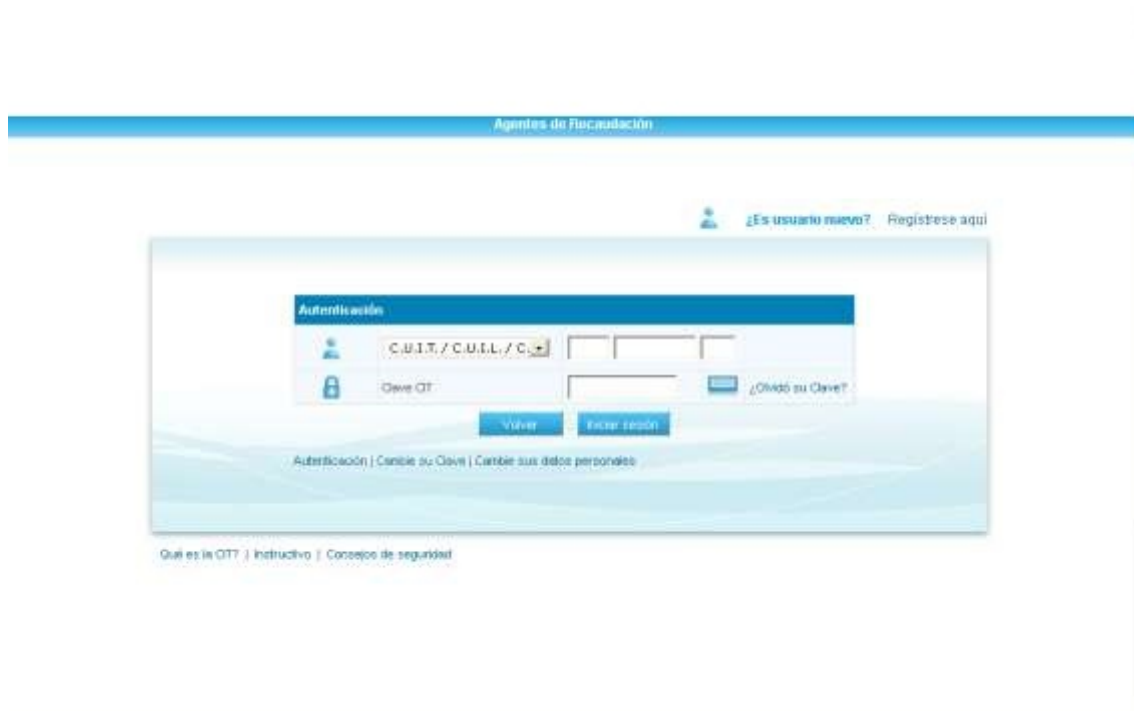 Agentes de Recaudación
¿Es usuario nuevo? Regístrese aquí
Autenticación
C.U.I.T. / C.U.I.L. / C.
Clave CIT ¿Olvidó su Clave?
Volver Iniciar sesión
Autenticación | Cambie su Clave | Cambie sus datos personales
Qué es la CIT? | Instructivo | Consejos de seguridad